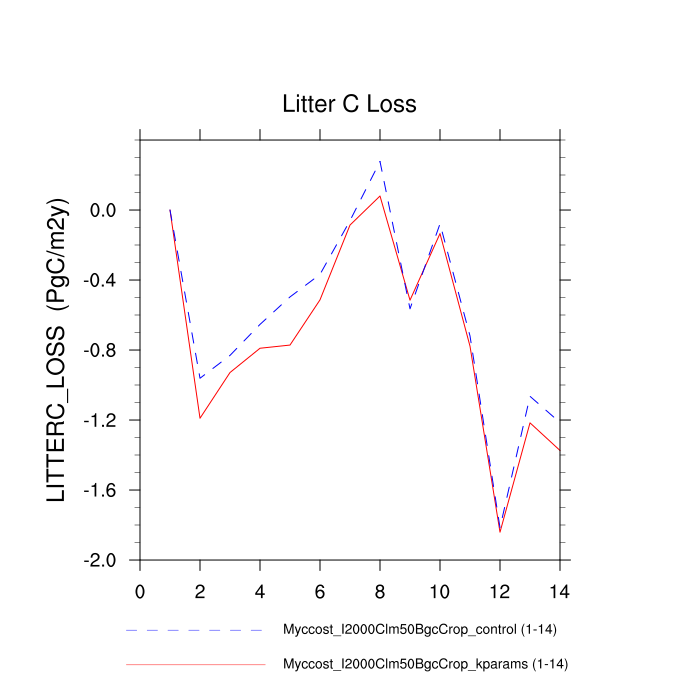 Litter C Loss
LITTERC_LOSS (PgC/m2y)
0.0
-0.4
-0.8
-1.2
-1.6
-2.0
0 2 4 6 8 10 12 14
Myccost_I2000Clm50BgcCrop_control (1-14)
Myccost_I2000Clm50BgcCrop_kparams (1-14)